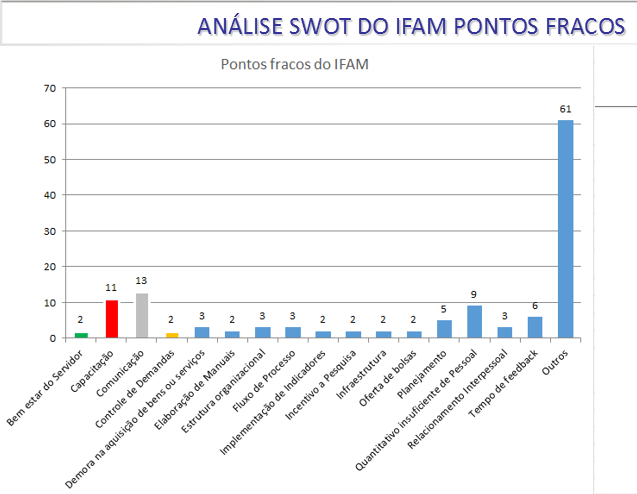 ANÁLISE SWOT DO IFAM PONTOS FRACOS
Pontos fracos do IFAM
70
60
50
40
30
20
10
0
2
11
13
2
3
2
3
3
2
2
2
2
5
9
3
6
61
Bem estar do Servidor
Capacitação
Comunicação
Controle de Demandas
Demora na aquisição de bens ou serviços
Elaboração de Manuais
Estrutura organizacional
Fluxo de Processo
Implementação de Indicadores
Incentivo a Pesquisa
Infraestrutura
Oferta de bolsas
Planejamento
Quantitativo insuficiente de Pessoal
Relacionamento Interpessoal
Tempo de feedback
Outros